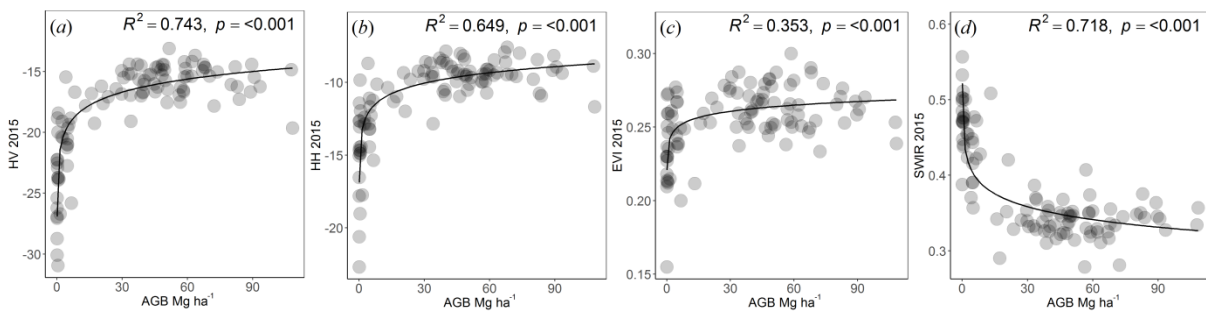 (a) R² = 0.743, p = <0.001
-15
-20
-25
-30
HV 2015
0 30 60 90
AGB Mg ha⁻¹
(b) R² = 0.649, p = <0.001
-10
-15
-20
HH 2015
0 30 60 90
AGB Mg ha⁻¹
(c) R² = 0.353, p = <0.001
0.30
0.25
0.20
0.15
EVI 2015
0 30 60 90
AGB Mg ha⁻¹
(d) R² = 0.718, p = <0.001
0.6
0.5
0.4
0.3
SWIR 2015
0 30 60 90
AGB Mg ha⁻¹